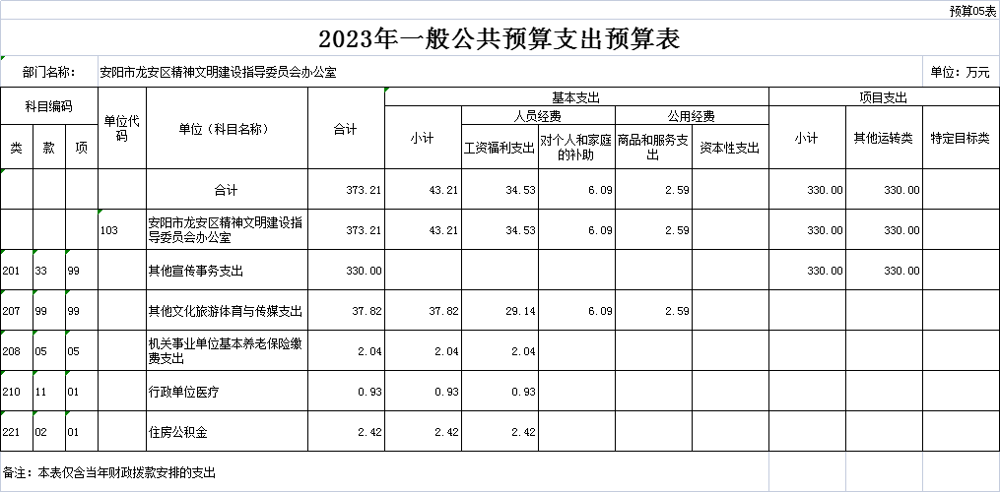 预算05表
2023年一般公共预算支出预算表
部门名称： 安阳市龙安区精神文明建设指导委员会办公室 单位：万元
科目编码 单位代码 单位（科目名称） 合计 基本支出 项目支出
小计 人员经费 公用经费 小计 其他运转类 特定目标类
类 款 项 工资福利支出 对个人和家庭的补助 商品和服务支出 资本性支出
合计 373.21 43.21 34.53 6.09 2.59 330.00 330.00
103 安阳市龙安区精神文明建设指导委员会办公室 373.21 43.21 34.53 6.09 2.59 330.00 330.00
201 33 99 其他宣传事务支出 330.00 330.00 330.00
207 99 99 其他文化旅游体育与传媒支出 37.82 37.82 29.14 6.09 2.59
208 05 05 机关事业单位基本养老保险缴费支出 2.04 2.04 2.04
210 11 01 行政单位医疗 0.93 0.93 0.93
221 02 01 住房公积金 2.42 2.42 2.42
备注：本表仅含当年财政拨款安排的支出